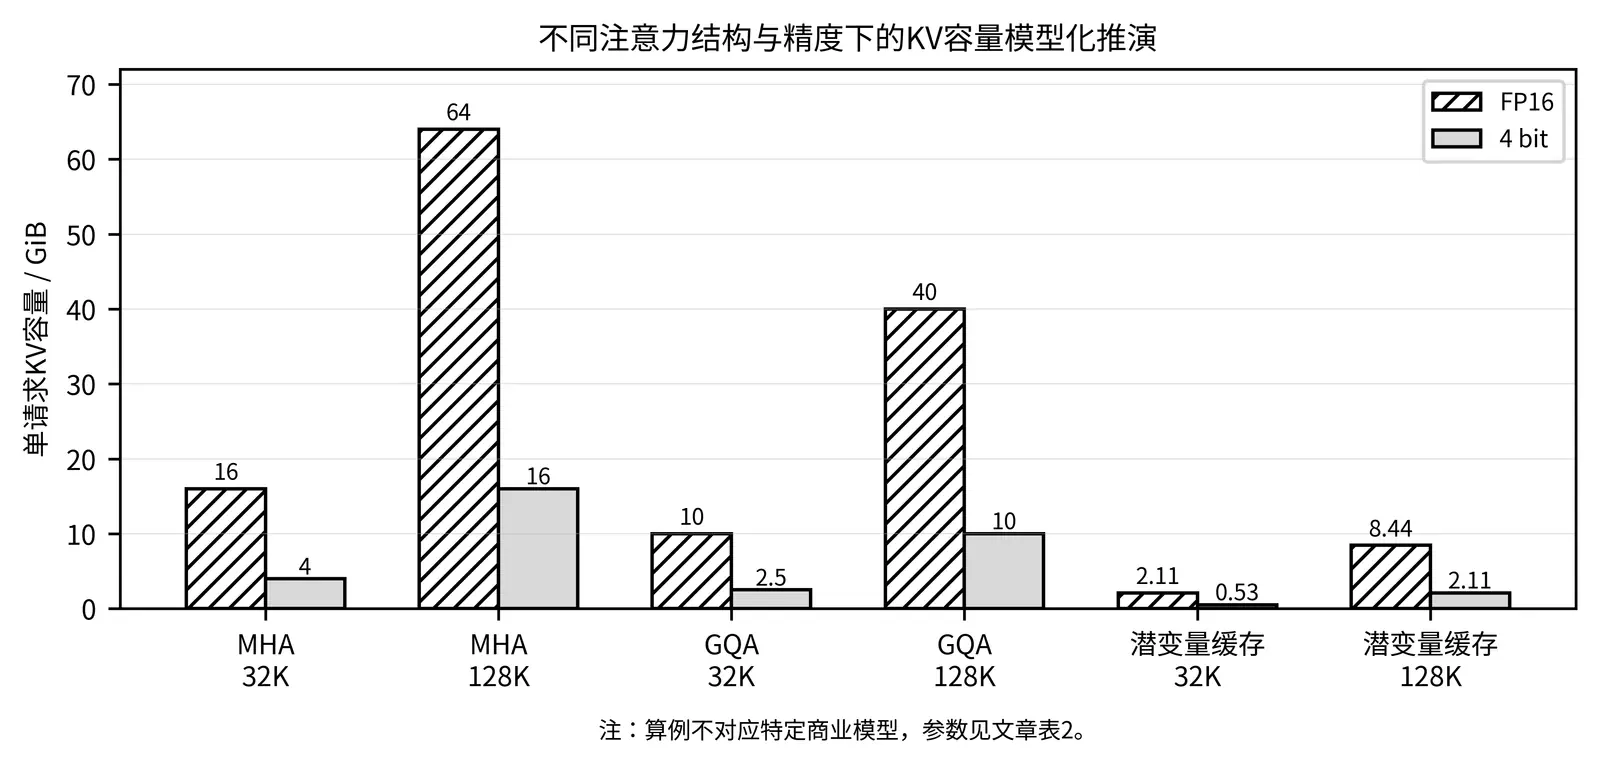 不同注意力结构与精度下的KV容量模型化推演
单请求KV容量 / GiB
70
60
50
40
30
20
10
0
FP16
4 bit
16
4
64
16
10
2.5
40
10
2.11
0.53
8.44
2.11
MHA
32K
MHA
128K
GQA
32K
GQA
128K
潜变量缓存
32K
潜变量缓存
128K
注：算例不对应特定商业模型，参数见文章表2。